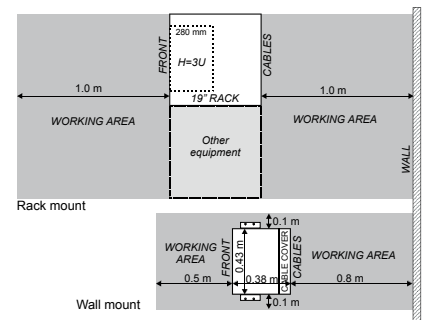 280 mm
FRONT
H=3U
CABLES
1.0 m
19" RACK
1.0 m
WORKING AREA
Other
equipment
WORKING AREA
WALL
Rack mount
0.1 m
WORKING
AREA
FRONT
0.43 m
CABLE COVER
CABLES
WORKING AREA
0.5 m
0.38 m
0.8 m
0.1 m
Wall mount